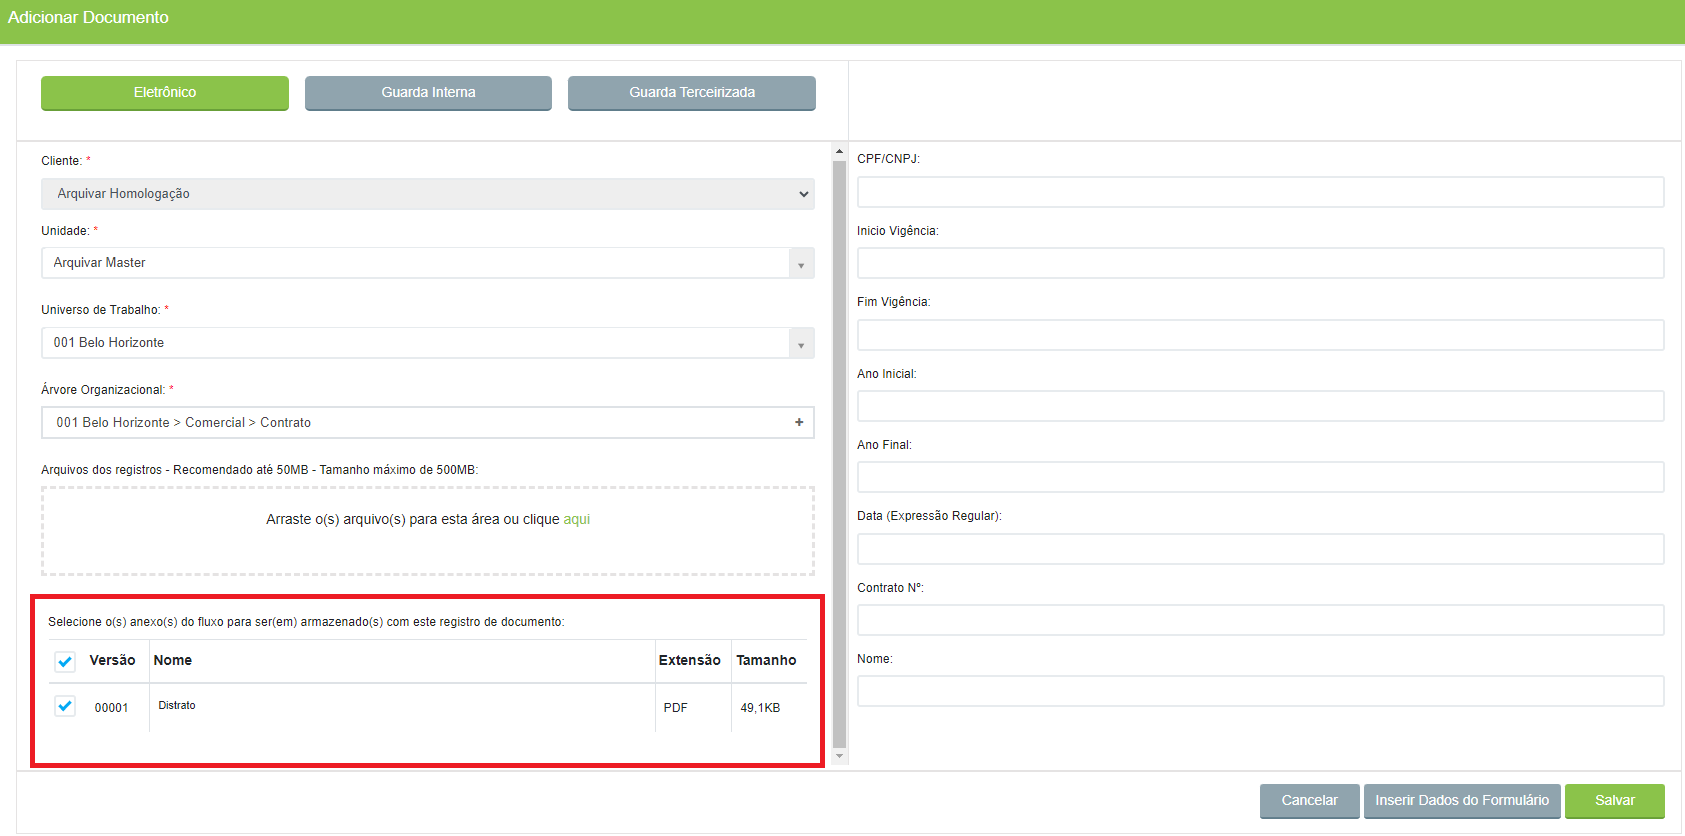 Adicionar Documento
Eletrônico
Guarda Interna
Guarda Terceirizada
Cliente: *
Arquivar Homologação
Unidade: *
Arquivar Master
Universo de Trabalho: *
001 Belo Horizonte
Árvore Organizacional: *
001 Belo Horizonte > Comercial > Contrato
+
Arquivos dos registros - Recomendado até 50MB - Tamanho máximo de 500MB:
Arraste o(s) arquivo(s) para esta área ou clique aqui
Selecione o(s) anexo(s) do fluxo para ser(em) armazenado(s) com este registro de documento:
Versão Nome Extensão Tamanho
00001 Distrato PDF 49,1KB
CPF/CNPJ:
Inicio Vigência:
Fim Vigência:
Ano Inicial:
Ano Final:
Data (Expressão Regular):
Contrato Nº:
Nome:
Cancelar
Inserir Dados do Formulário
Salvar